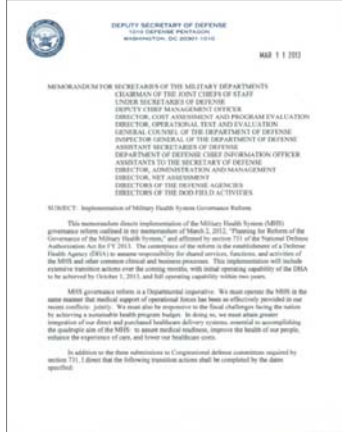 DEPUTY SECRETARY OF DEFENSE
1010 DEFENSE PENTAGON
WASHINGTON, DC 20301-1010
MAR 11 2013
MEMORANDUM FOR SECRETARIES OF THE MILITARY DEPARTMENTS
CHAIRMAN OF THE JOINT CHIEFS OF STAFF
UNDER SECRETARIES OF DEFENSE
DEPUTY CHIEF MANAGEMENT OFFICER
DIRECTOR, COST ASSESSMENT AND PROGRAM EVALUATION
DIRECTOR, OPERATIONAL TEST AND EVALUATION
GENERAL COUNSEL OF THE DEPARTMENT OF DEFENSE
INSPECTOR GENERAL OF THE DEPARTMENT OF DEFENSE
ASSISTANT SECRETARIES OF DEFENSE
DEPARTMENT OF DEFENSE CHIEF INFORMATION OFFICER
ASSISTANTS TO THE SECRETARY OF DEFENSE
DIRECTOR, ADMINISTRATION AND MANAGEMENT
DIRECTOR, NET ASSESSMENT
DIRECTORS OF THE DEFENSE AGENCIES
DIRECTORS OF THE DOD FIELD ACTIVITIES
SUBJECT: Implementation of Military Health System Governance Reform
This memorandum directs implementation of the Military Health System (MHS)
governance reform outlined in my memorandum of March 2, 2012, "Planning for Reform of the
Governance of the Military Health System," and affirmed by section 731 of the National Defense
Authorization Act for FY 2013. The centerpiece of the reform is the establishment of a Defense
Health Agency (DHA) to assume responsibility for shared services, functions, and activities of
the MHS and other common clinical and business processes. This implementation will include
extensive transition actions over the coming months, with initial operating capability of the DHA
to be achieved by October 1, 2013, and full operating capability within two years.
MHS governance reform is a Departmental imperative. We must operate the MHS in the
same manner that medical support of operational forces has been so effectively provided in our
recent conflicts: jointly. We must also be responsive to the fiscal challenges facing the nation
by achieving a sustainable health program budget. In doing so, we must attain greater
integration of our direct and purchased healthcare delivery systems, essential to accomplishing
the quadruple aim of the MHS: to assure medical readiness, improve the health of our people,
enhance the experience of care, and lower our healthcare costs.
In addition to the three submissions to Congressional defense committees required by
section 731, I direct that the following transition actions shall be completed by the dates
specified: